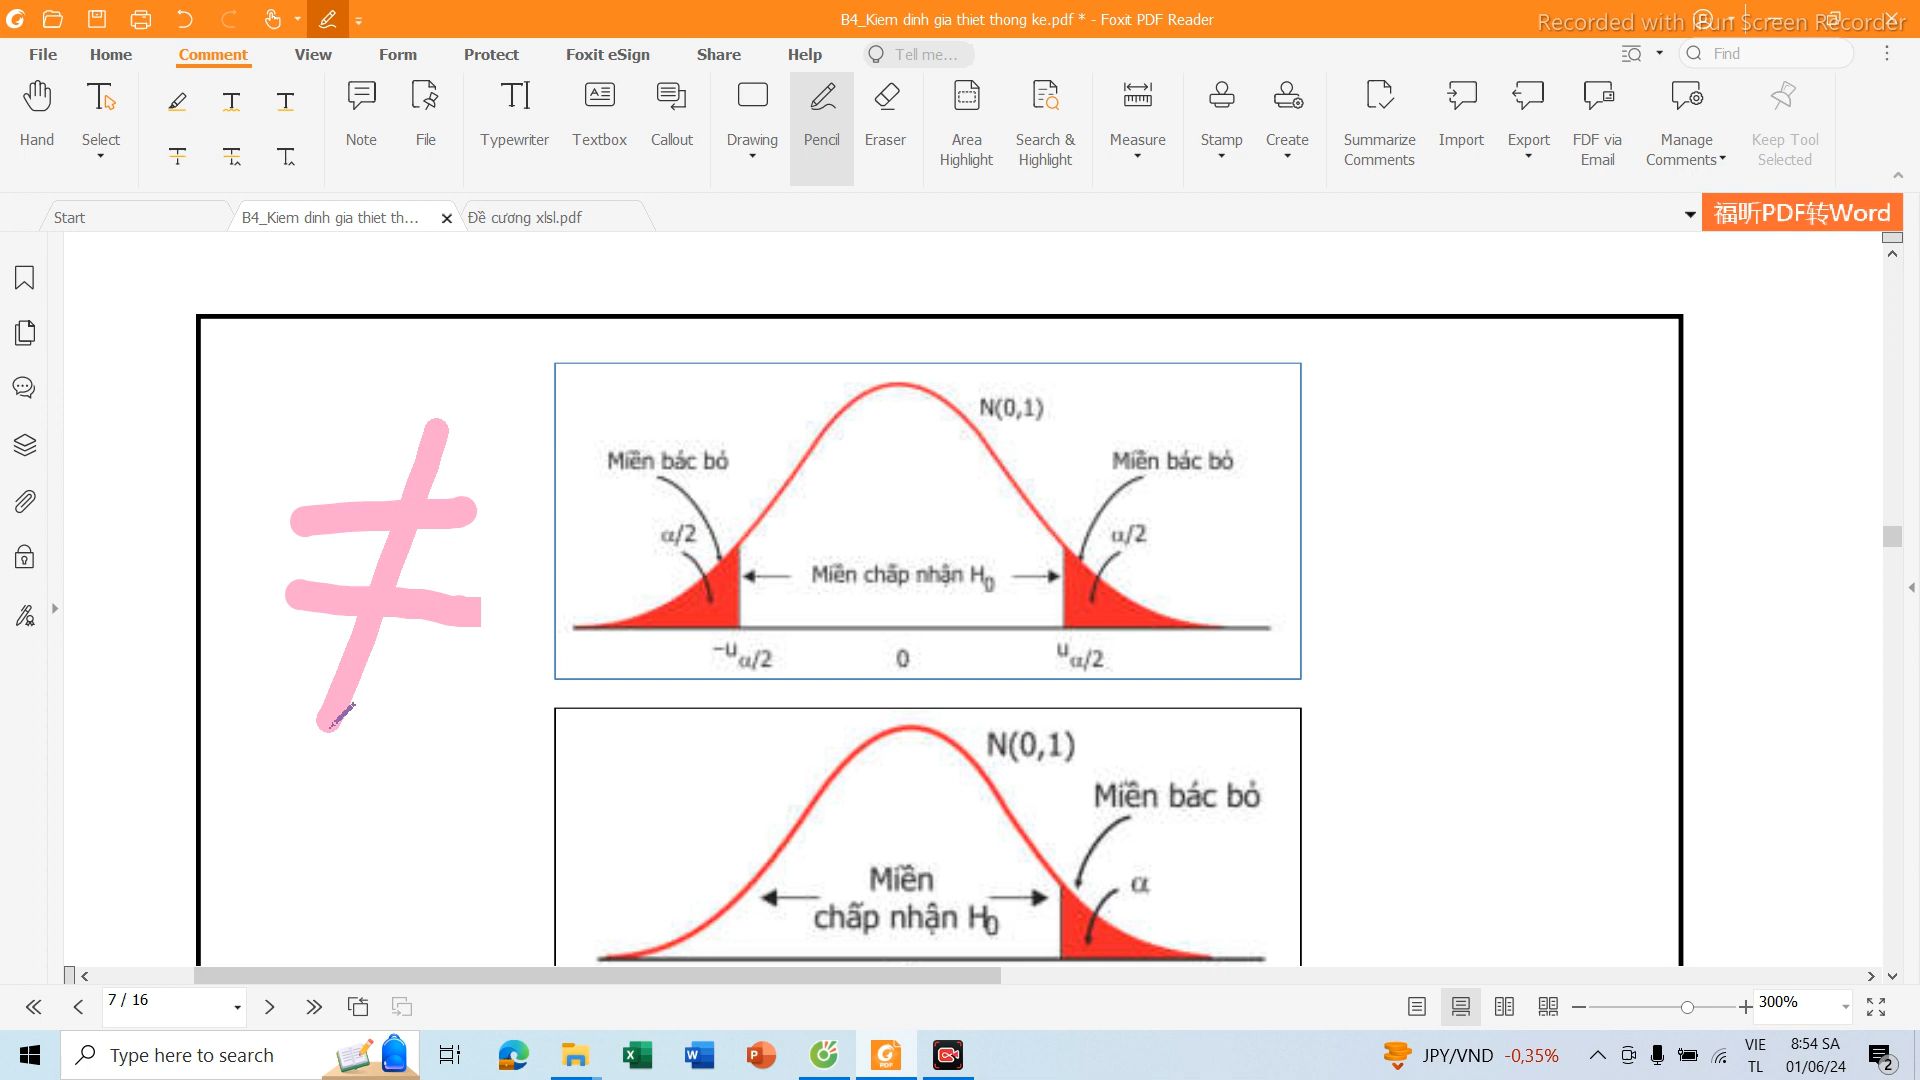 B4_Kiem dinh gia thiet thong ke.pdf * - Foxit PDF Reader
Recorded with iFun Screen Recorder
File Home Comment View Form Protect Foxit eSign Share Help Tell me... Find
Hand Select Note File Typewriter Textbox Callout Drawing Pencil Eraser Area Highlight Search & Highlight Measure Stamp Create Summarize Comments Import Export FDF via Email Manage Comments Keep Tool Selected
Start B4_Kiem dinh gia thiet th... Đề cương xlsl.pdf 福昕PDF转Word
N(0,1)
Miền bác bỏ Miền bác bỏ
α/2 α/2
≠
Miền chấp nhận H0
-uα/2 0 uα/2
N(0,1)
Miền bác bỏ
Miền α
chấp nhận H0
7 / 16 300%
Type here to search JPY/VND -0,35% VIE 8:54 SA
TL 01/06/24 2